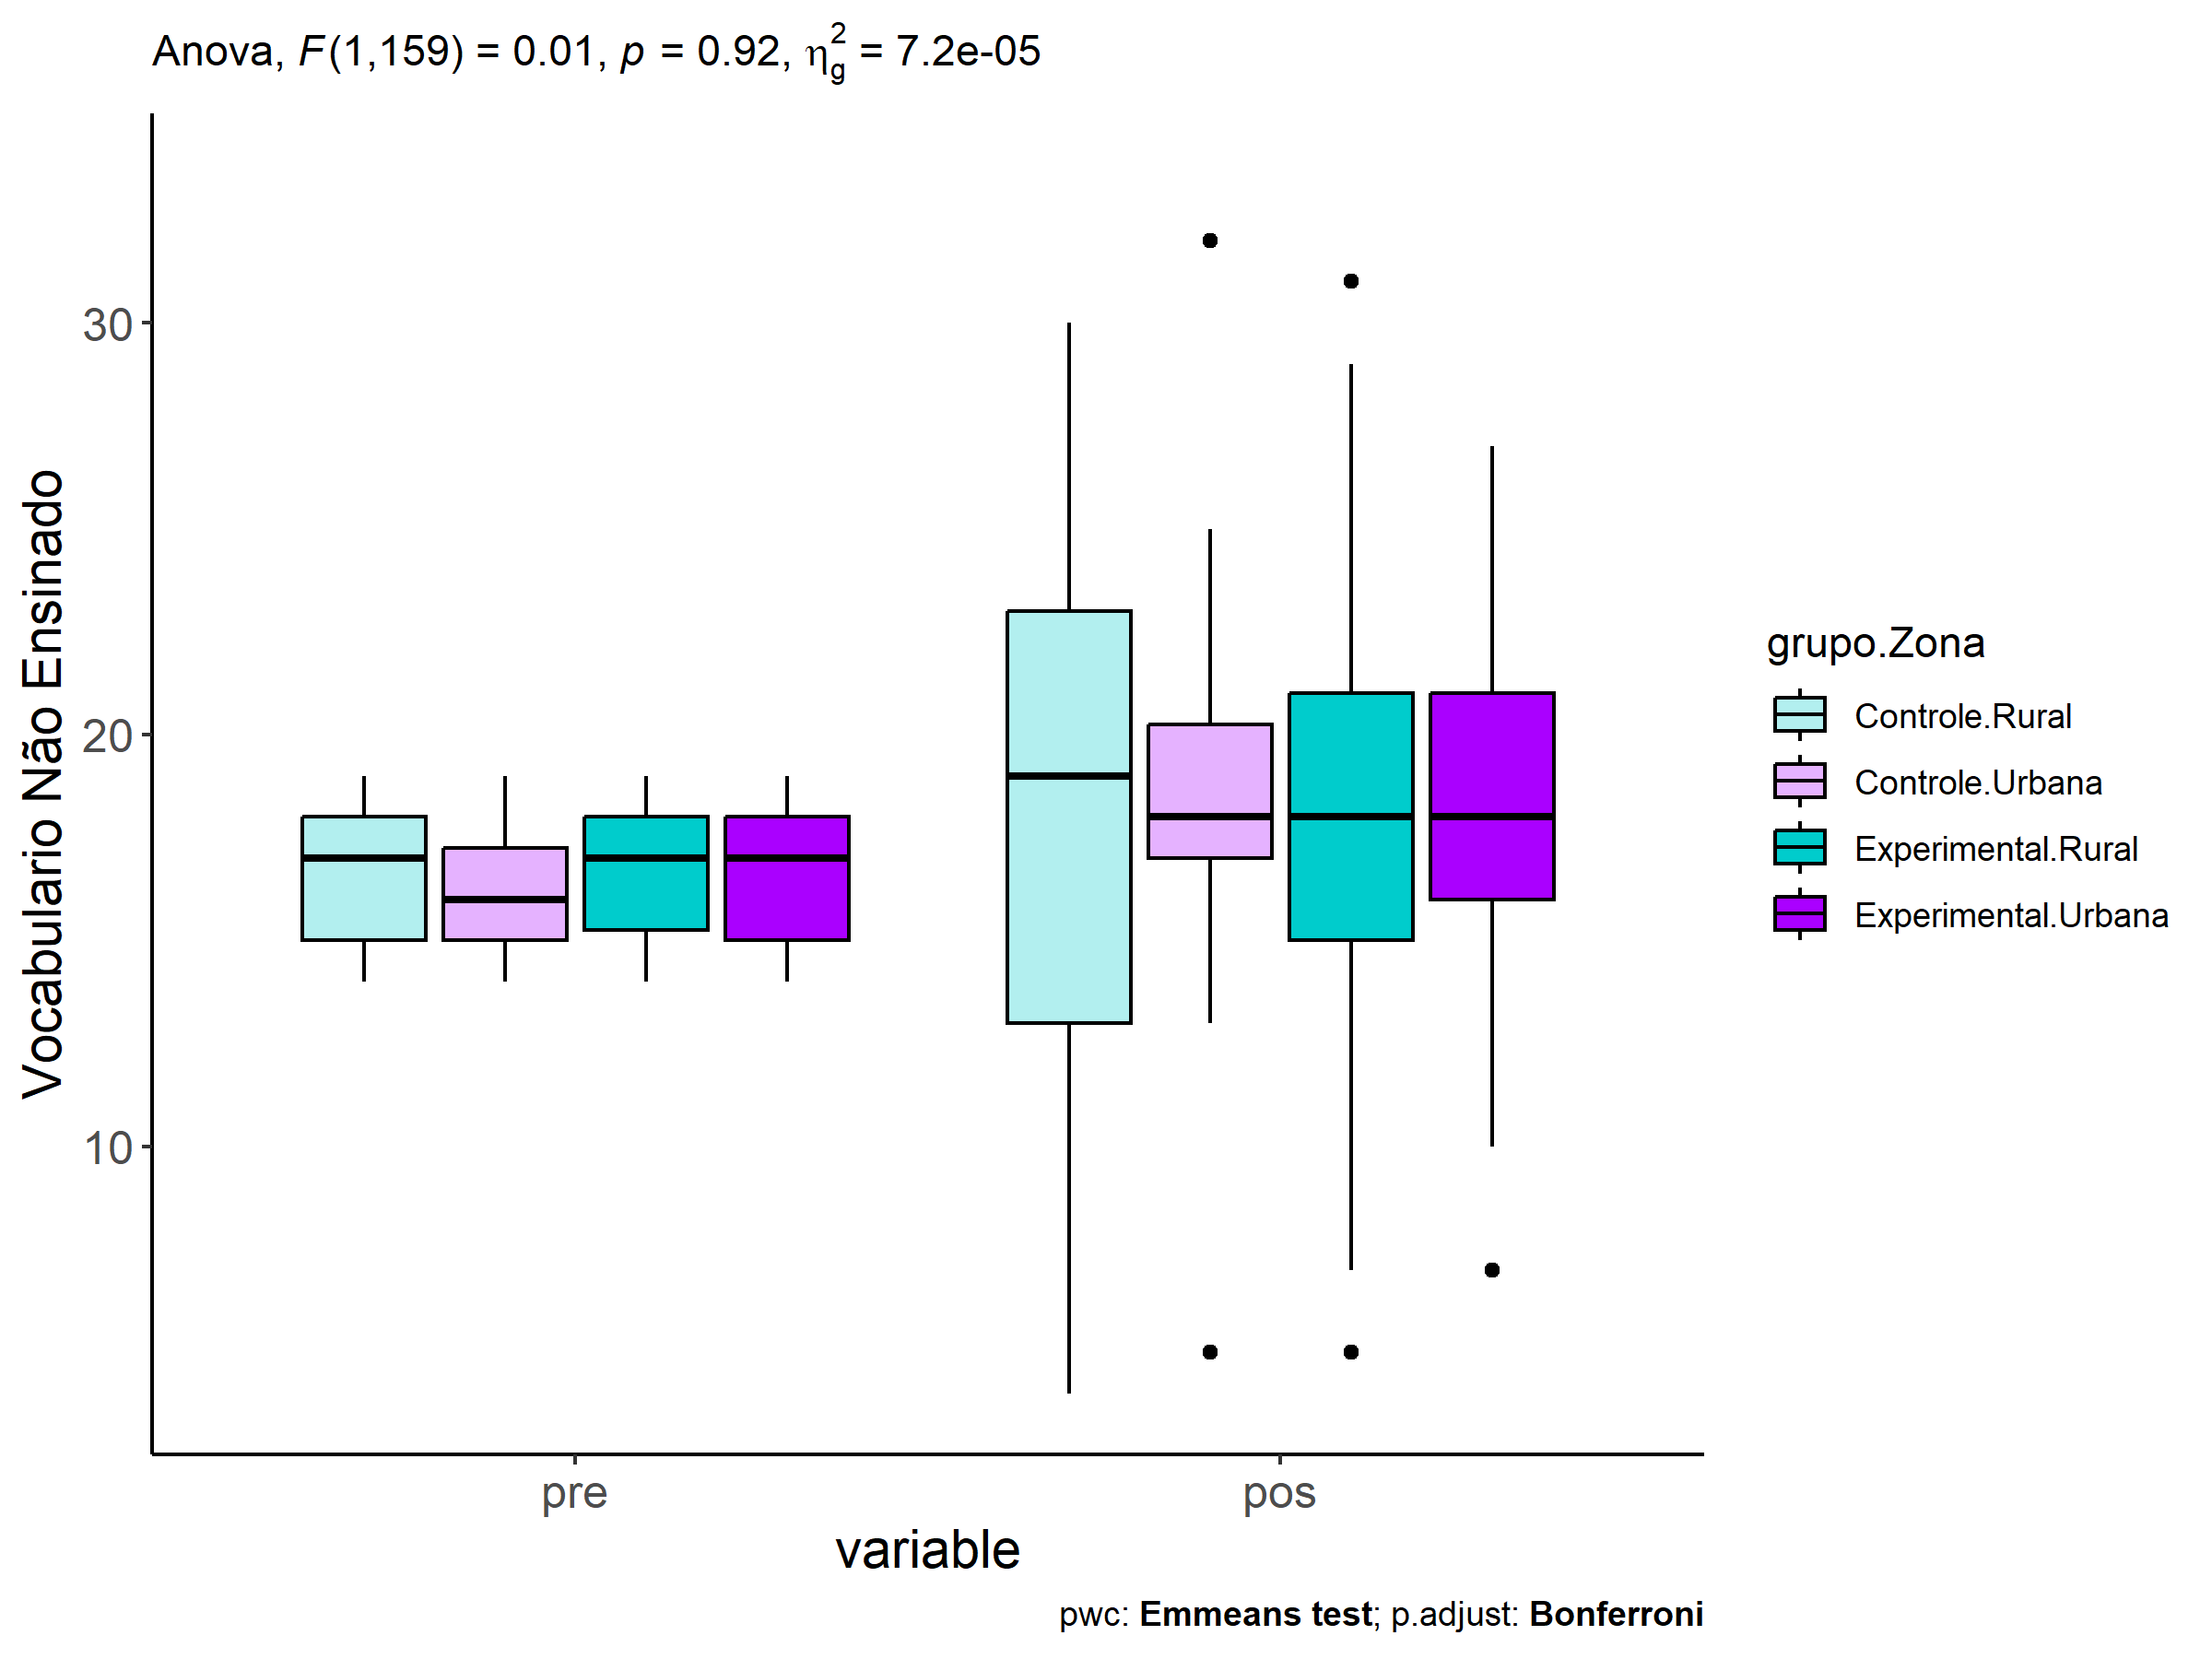 Anova, F(1,159) = 0.01, p = 0.92, η²g = 7.2e-05
Vocabulario Não Ensinado
30
20
10
pre
pos
variable
grupo.Zona
Controle.Rural
Controle.Urbana
Experimental.Rural
Experimental.Urbana
pwc: Emmeans test; p.adjust: Bonferroni